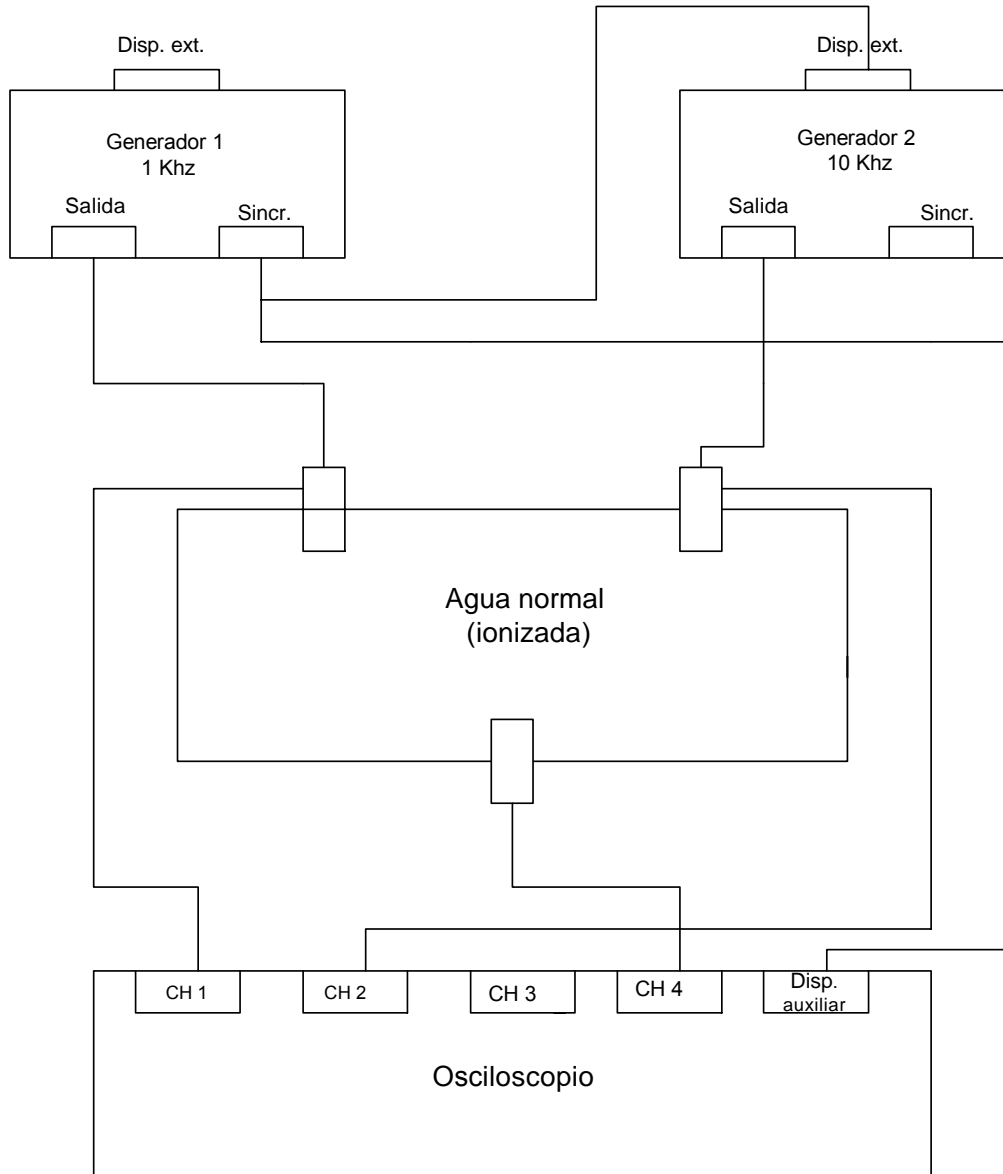 Disp. ext.
Disp. ext.
Generador 1
1 Khz
Generador 2
10 Khz
Salida
Sincr.
Salida
Sincr.
Agua normal
(ionizada)
CH 1
CH 2
CH 3
CH 4
Disp.
auxiliar
Osciloscopio